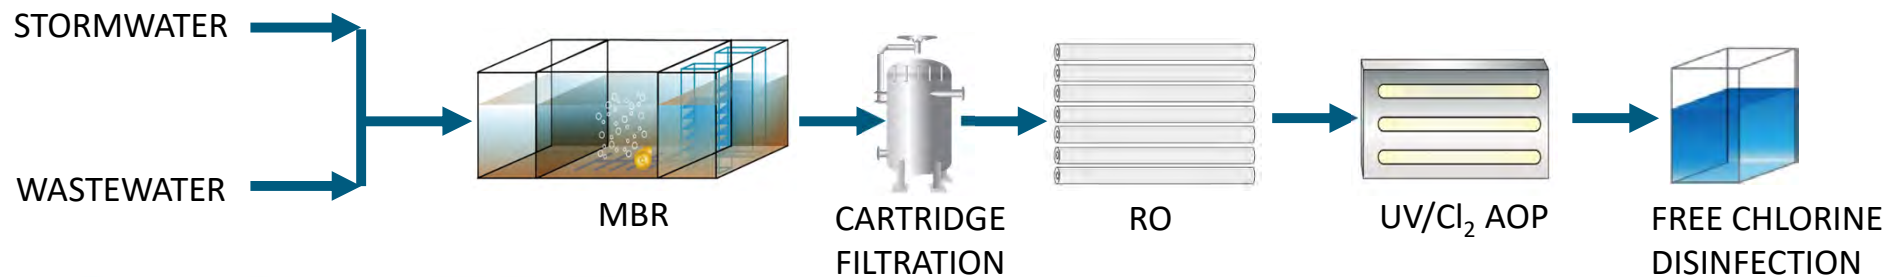 STORMWATER
WASTEWATER
MBR
CARTRIDGE
FILTRATION
RO
UV/Cl₂ AOP
FREE CHLORINE
DISINFECTION